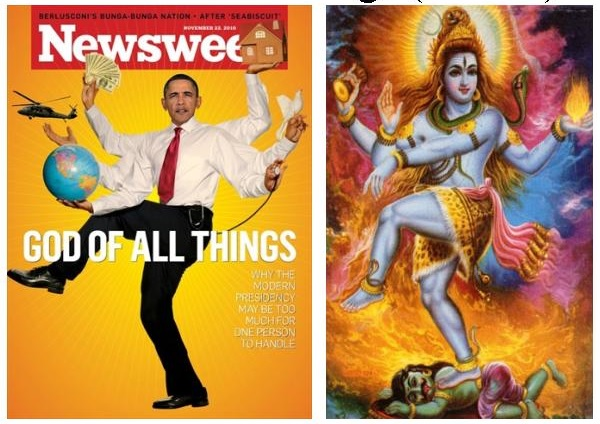 BERLUSCONI'S BUNGA-BUNGA NATION • AFTER 'SEABISCUIT'
NOVEMBER 22, 2010
Newswee
GOD OF ALL THINGS
WHY THE
MODERN
PRESIDENCY
MAY BE TOO
MUCH FOR
ONE PERSON
TO HANDLE